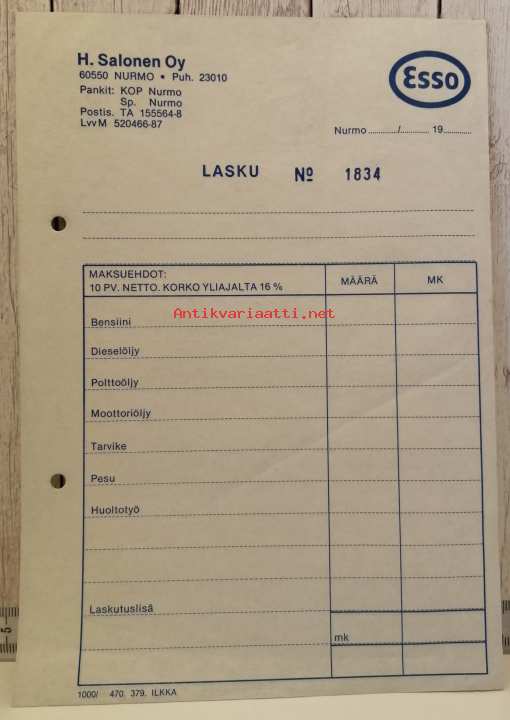 H. Salonen Oy
60550 NURMO • Puh. 23010
Pankit: KOP Nurmo
Sp. Nurmo
Postis. TA 155564-8
LvvM 520466-87
Esso
Nurmo ............/............ 19............
LASKU Nº 1834
MAKSUEHDOT:
10 PV. NETTO. KORKO YLIAJALTA 16 %
MÄÄRÄ
MK
Antikvariaatti.net
Bensiini
Dieselöljy
Polttoöljy
Moottoriöljy
Tarvike
Pesu
Huoltotyö
Laskutuslisä
mk
1000/ 470. 379. ILKKA
5